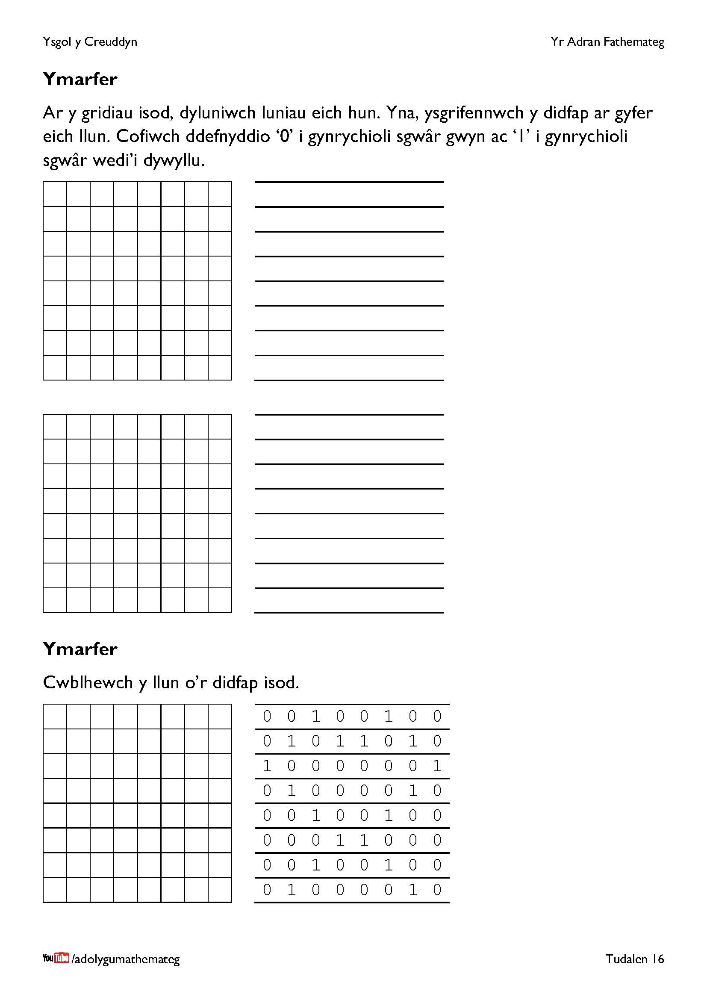 Ysgol y Creuddyn
Yr Adran Fathemateg
Ymarfer
Ar y gridiau isod, dyluniwch luniau eich hun. Yna, ysgrifennwch y didfap ar gyfer
eich llun. Cofiwch ddefnyddio ‘0’ i gynrychioli sgwâr gwyn ac ‘1’ i gynrychioli
sgwâr wedi’i dywyllu.
Ymarfer
Cwblhewch y llun o’r didfap isod.
0 0 1 0 0 1 0 0
0 1 0 1 1 0 1 0
1 0 0 0 0 0 0 1
0 1 0 0 0 0 1 0
0 0 1 0 0 1 0 0
0 0 0 1 1 0 0 0
0 0 1 0 0 1 0 0
0 1 0 0 0 0 1 0
YouTube /adolygumathemateg
Tudalen 16